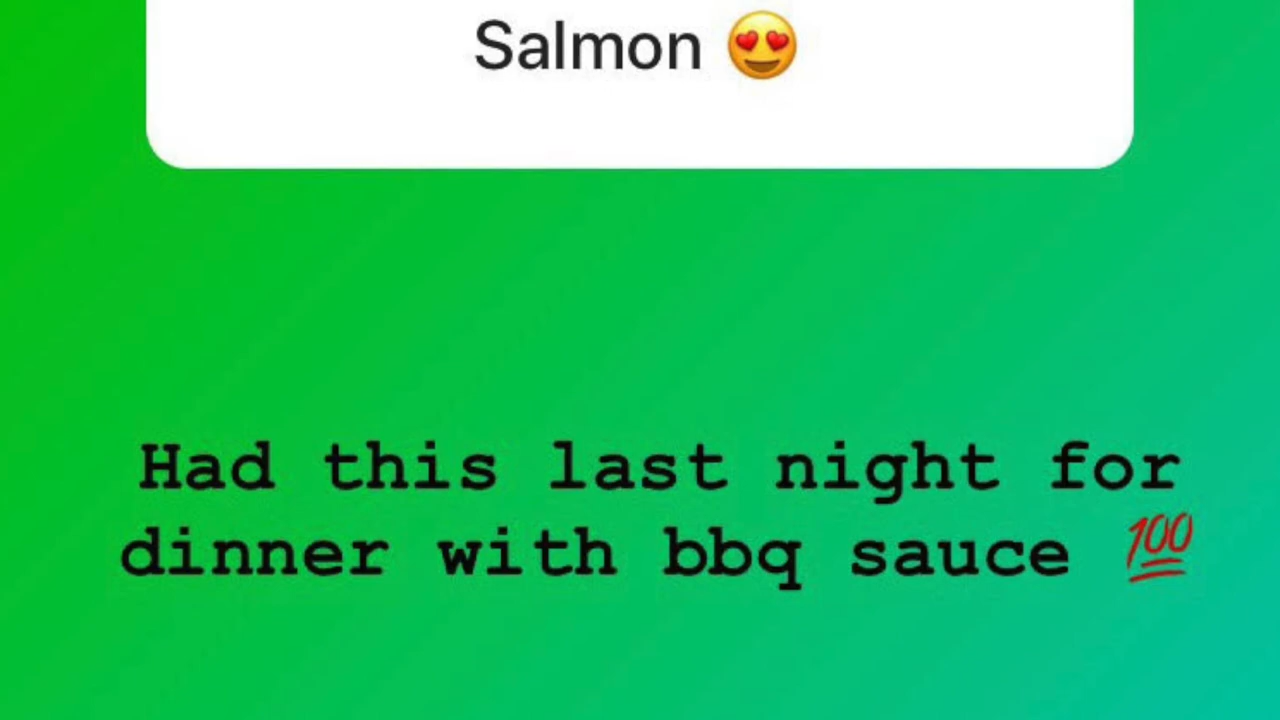 Salmon 😍
Had this last night for
dinner with bbq sauce 💯